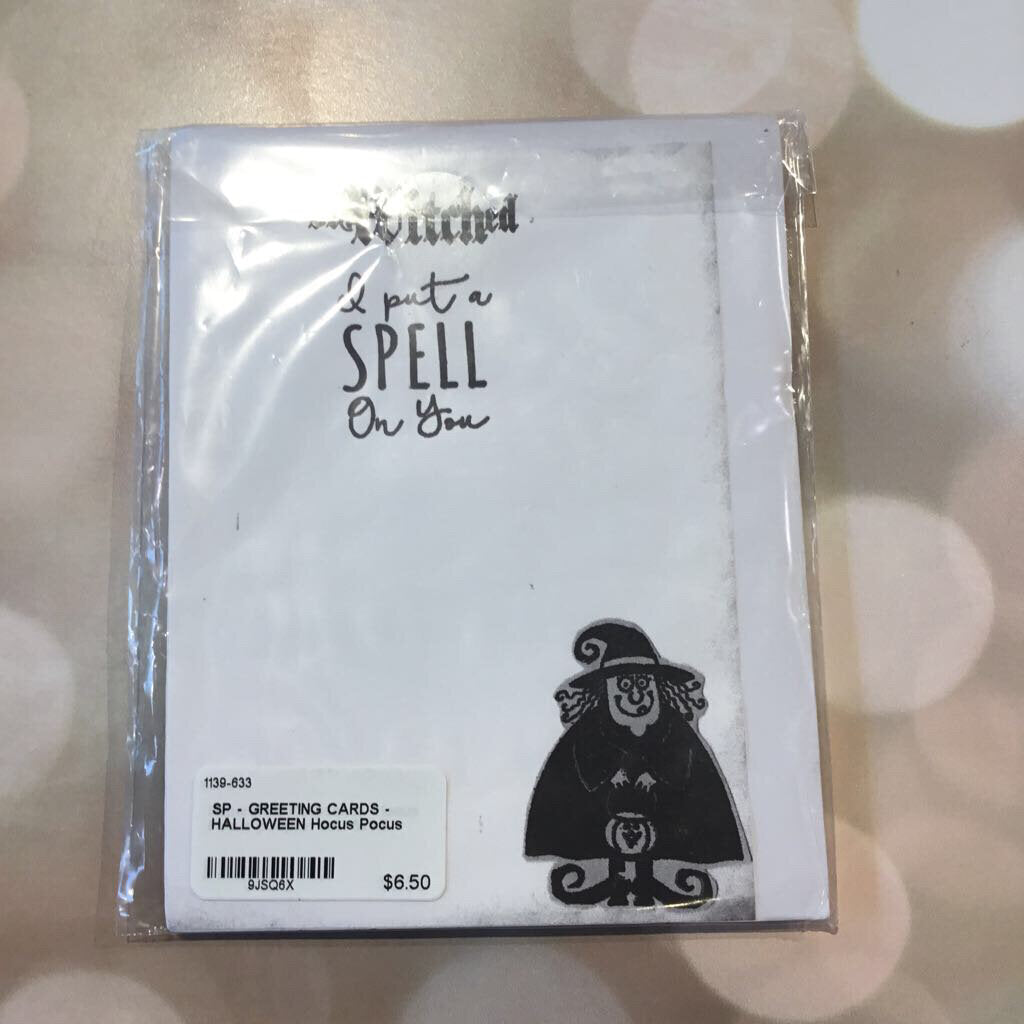 I put a
SPELL
On You
1139-633
SP - GREETING CARDS -
HALLOWEEN Hocus Pocus
9JSQ6X
$6.50